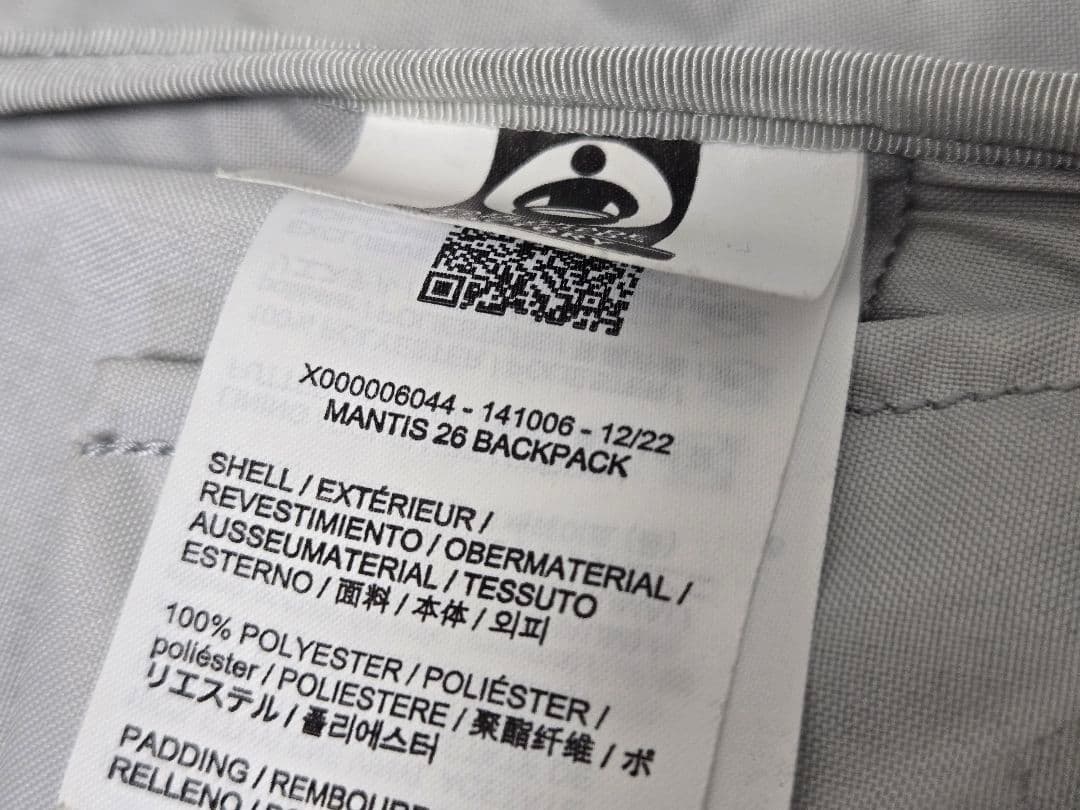 X000006044 - 141006 - 12/22
MANTIS 26 BACKPACK
SHELL / EXTÉRIEUR /
REVESTIMIENTO / OBERMATERIAL /
AUSSEUMATERIAL / TESSUTO
ESTERNO / 面料 / 本体 / 외피
100% POLYESTER / POLIÉSTER /
poliéster / POLIESTERE / 聚酯纤维 / ポ
リエステル / 폴리에스터
PADDING / REMBOURR
RELLENO /